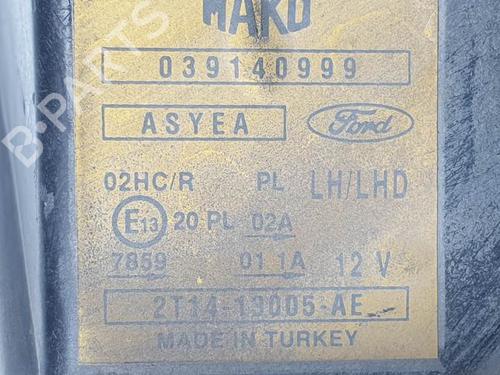 MAKO
039140999
ASYEA Ford
02HC/R PL LH/LHD
E13 20 PL 02A
7859 01 1A 12 V
2T14-13005-AE
MADE IN TURKEY
B-PARTS